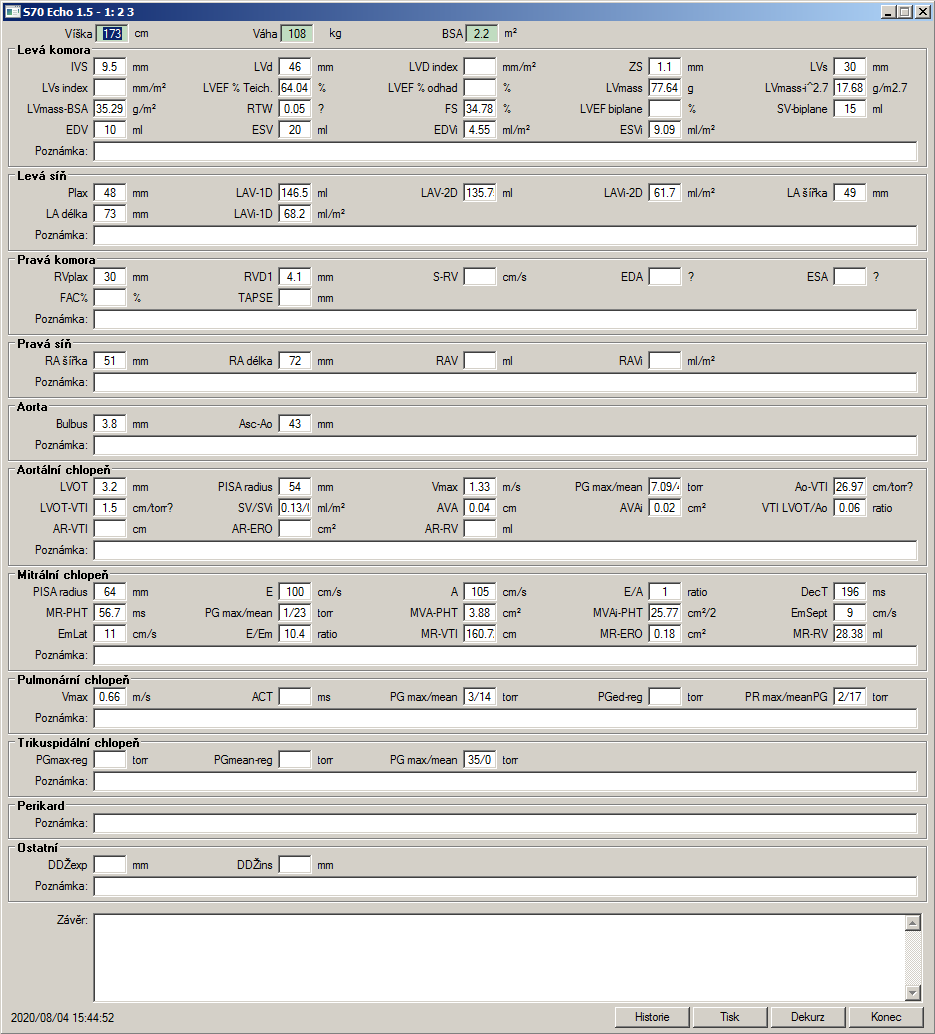 S70 Echo 1.5 - 1: 2 3
Víška 173 cm Váha 108 kg BSA 2.2 m²
Levá komora
IVS 9.5 mm LVd 46 mm LVD index mm/m² ZS 1.1 mm LVs 30 mm
LVs index mm/m² LVEF % Teich. 64.04 % LVEF % odhad % LVmass 77.64 g LVmass-i^2.7 17.68 g/m2.7
LVmass-BSA 35.29 g/m² RTW 0.05 ? FS 34.78 % LVEF biplane % SV-biplane 15 ml
EDV 10 ml ESV 20 ml EDVi 4.55 ml/m² ESVi 9.09 ml/m²
Poznámka:
Levá síň
Plax 48 mm LAV-1D 146.5 ml LAV-2D 135.7 ml LAVi-2D 61.7 ml/m² LA šířka 49 mm
LA délka 73 mm LAVi-1D 68.2 ml/m²
Poznámka:
Pravá komora
RVplax 30 mm RVD1 4.1 mm S-RV cm/s EDA ? ESA ?
FAC% % TAPSE mm
Poznámka:
Pravá síň
RA šířka 51 mm RA délka 72 mm RAV ml RAVi ml/m²
Poznámka:
Aorta
Bulbus 3.8 mm Asc-Ao 43 mm
Poznámka:
Aortální chlopeň
LVOT 3.2 mm PISA radius 54 mm Vmax 1.33 m/s PG max/mean 7.09/ torr Ao-VTI 26.97 cm/torr?
LVOT-VTI 1.5 cm/torr? SV/SVi 0.13/ ml/m² AVA 0.04 cm AVAi 0.02 cm² VTI LVOT/Ao 0.06 ratio
AR-VTI cm AR-ERO cm² AR-RV ml
Poznámka:
Mitrální chlopeň
PISA radius 64 mm E 100 cm/s A 105 cm/s E/A 1 ratio DecT 196 ms
MR-PHT 56.7 ms PG max/mean 1/23 torr MVA-PHT 3.88 cm² MVAi-PHT 25.77 cm²/2 EmSept 9 cm/s
EmLat 11 cm/s E/Em 10.4 ratio MR-VTI 160.7 cm MR-ERO 0.18 cm² MR-RV 28.38 ml
Poznámka:
Pulmonární chlopeň
Vmax 0.66 m/s ACT ms PG max/mean 3/14 torr PGed-reg torr PR max/meanPG 2/17 torr
Poznámka:
Trikuspidální chlopeň
PGmax-reg torr PGmean-reg torr PG max/mean 35/0 torr
Poznámka:
Perikard
Poznámka:
Ostatní
DDŽexp mm DDŽins mm
Poznámka:
Závěr:
2020/08/04 15:44:52 Historie Tisk Dekurz Konec